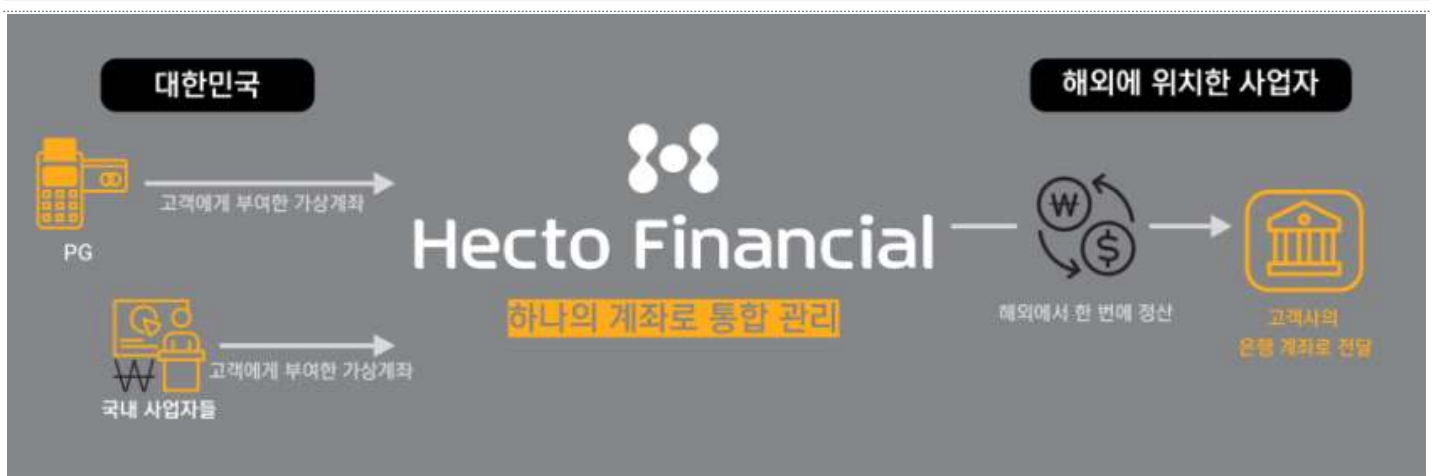 대한민국
해외에 위치한 사업자
고객에게 부여한 가상계좌
PG
Hecto Financial
하나의 계좌로 통합 관리
₩
$
해외에서 한 번에 정산
고객사의
은행 계좌로 전달
고객에게 부여한 가상계좌
₩
국내 사업자들